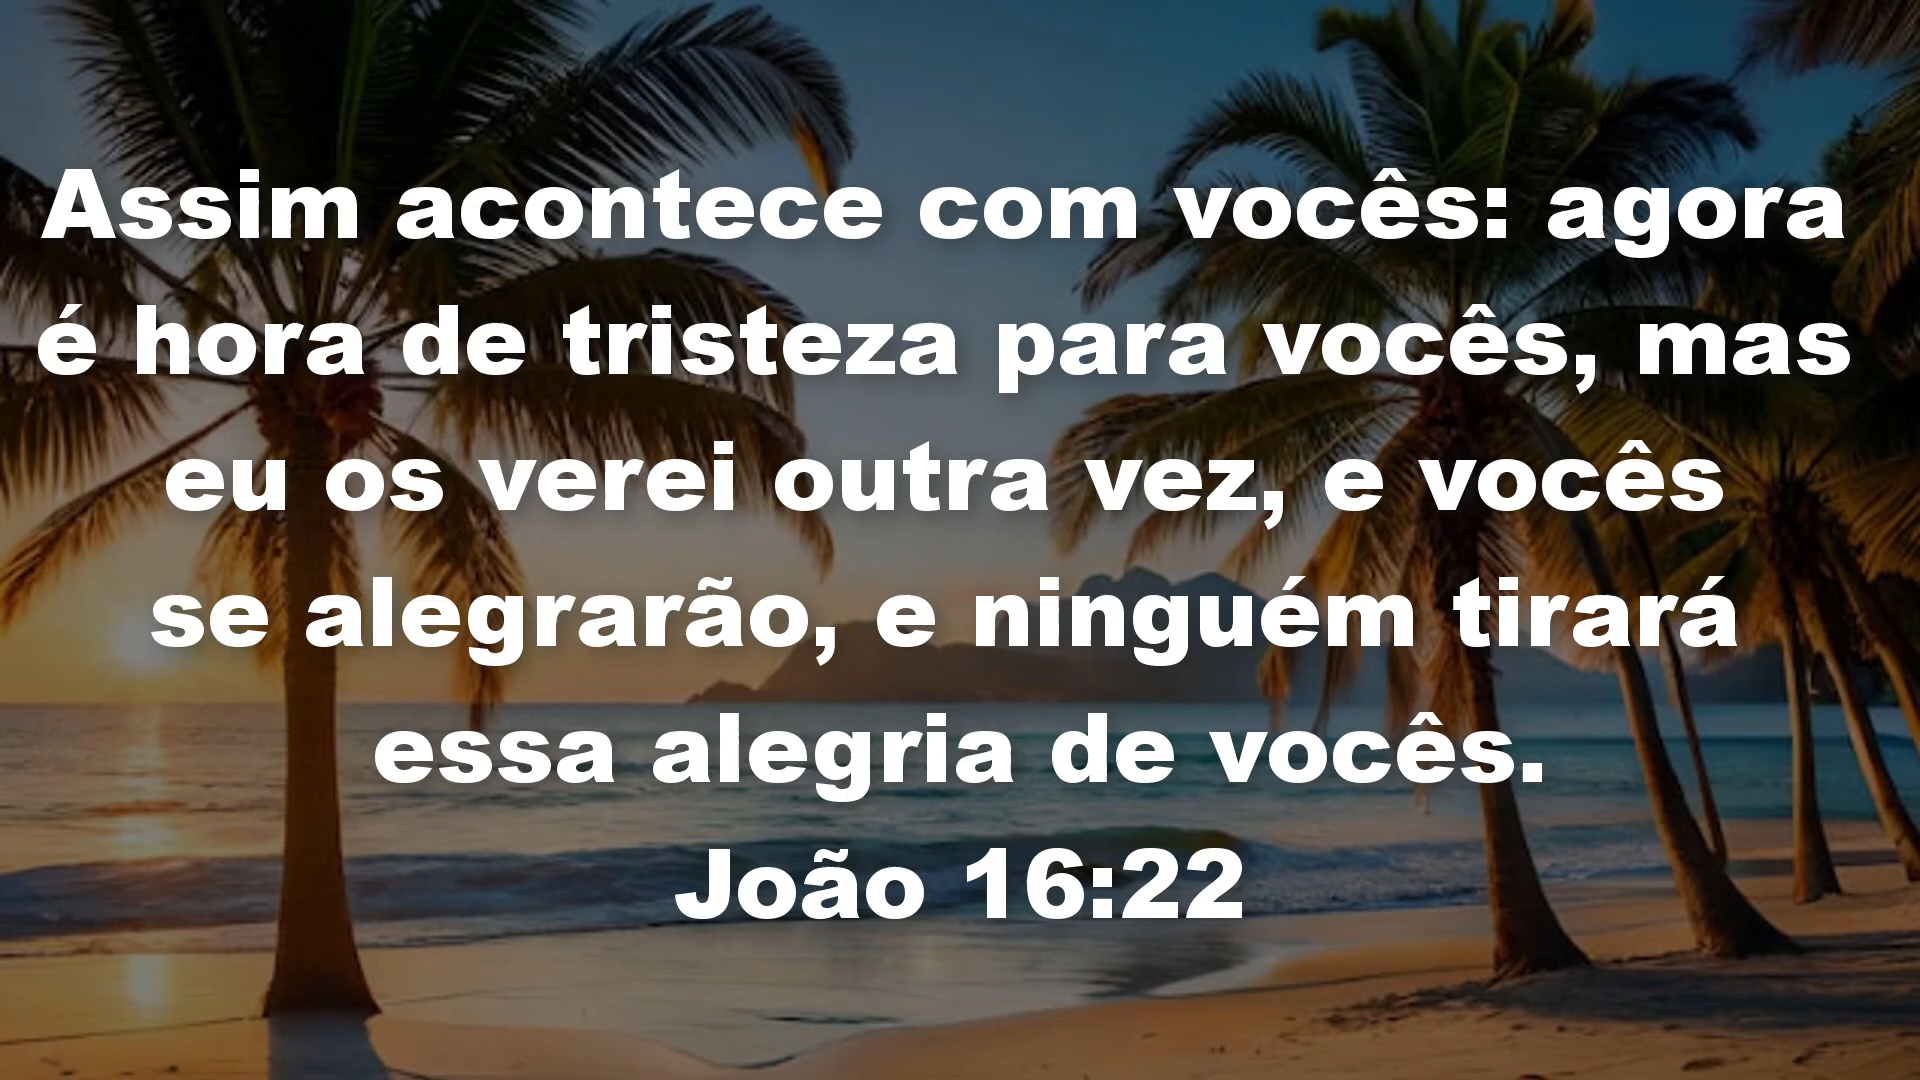 Assim acontece com vocês: agora
é hora de tristeza para vocês, mas
eu os verei outra vez, e vocês
se alegrarão, e ninguém tirará
essa alegria de vocês.
João 16:22